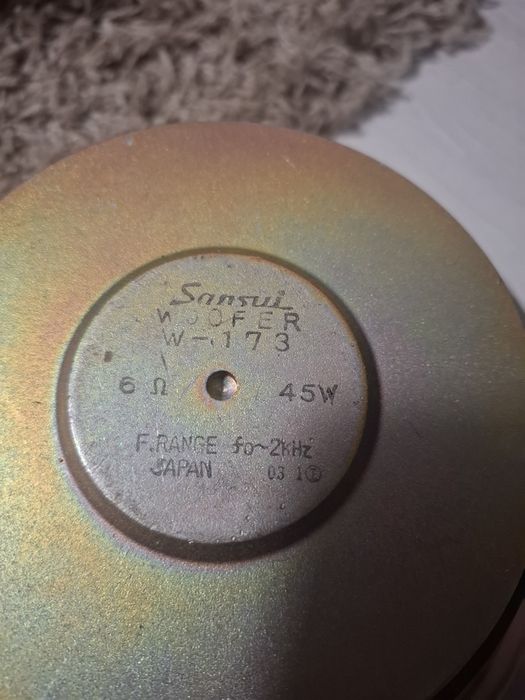 Sansui
WOOFER
W-173
6 Ω 45W
F.RANGE fo~2kHz
JAPAN 03 1